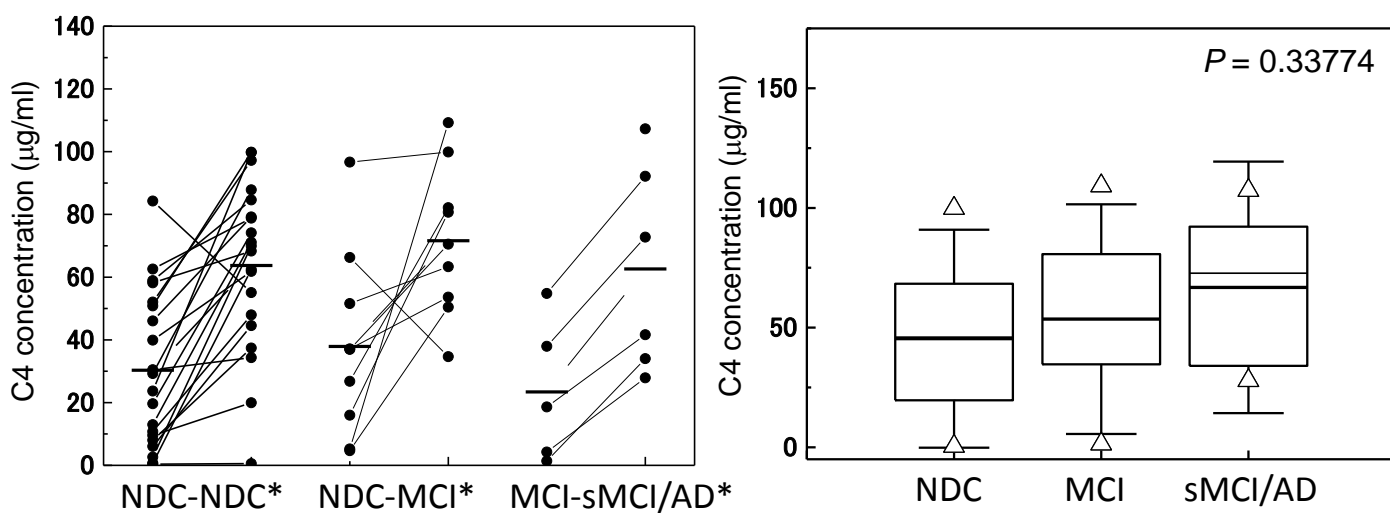 140
120
100
80
60
40
20
0
C4 concentration (μg/ml)
NDC-NDC* NDC-MCI* MCI-sMCI/AD*
P = 0.33774
150
100
50
0
C4 concentration (μg/ml)
NDC MCI sMCI/AD